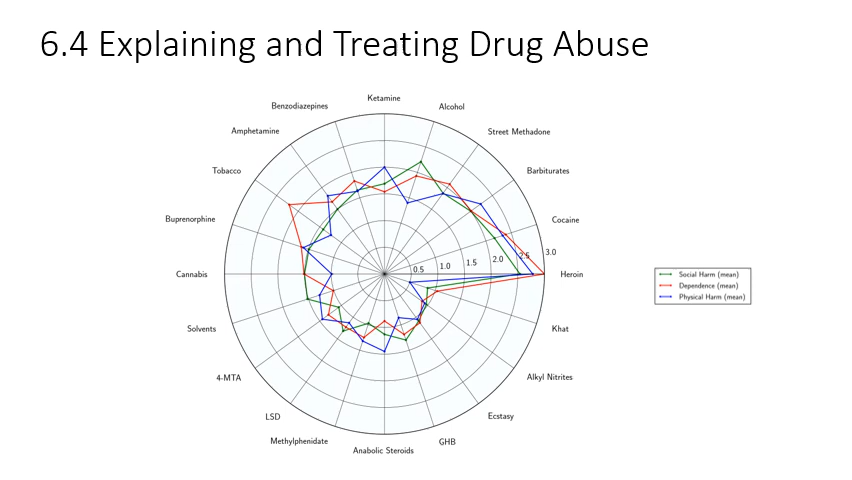 6.4 Explaining and Treating Drug Abuse
Ketamine
Benzodiazepines
Alcohol
Amphetamine
Street Methadone
Tobacco
Barbiturates
Buprenorphine
Cocaine
0.5
1.0
1.5
2.0
2.5
3.0
Cannabis
Heroin
Social Harm (mean)
Dependence (mean)
Physical Harm (mean)
Solvents
Khat
4-MTA
Alkyl Nitrites
LSD
Ecstasy
Methylphenidate
GHB
Anabolic Steroids